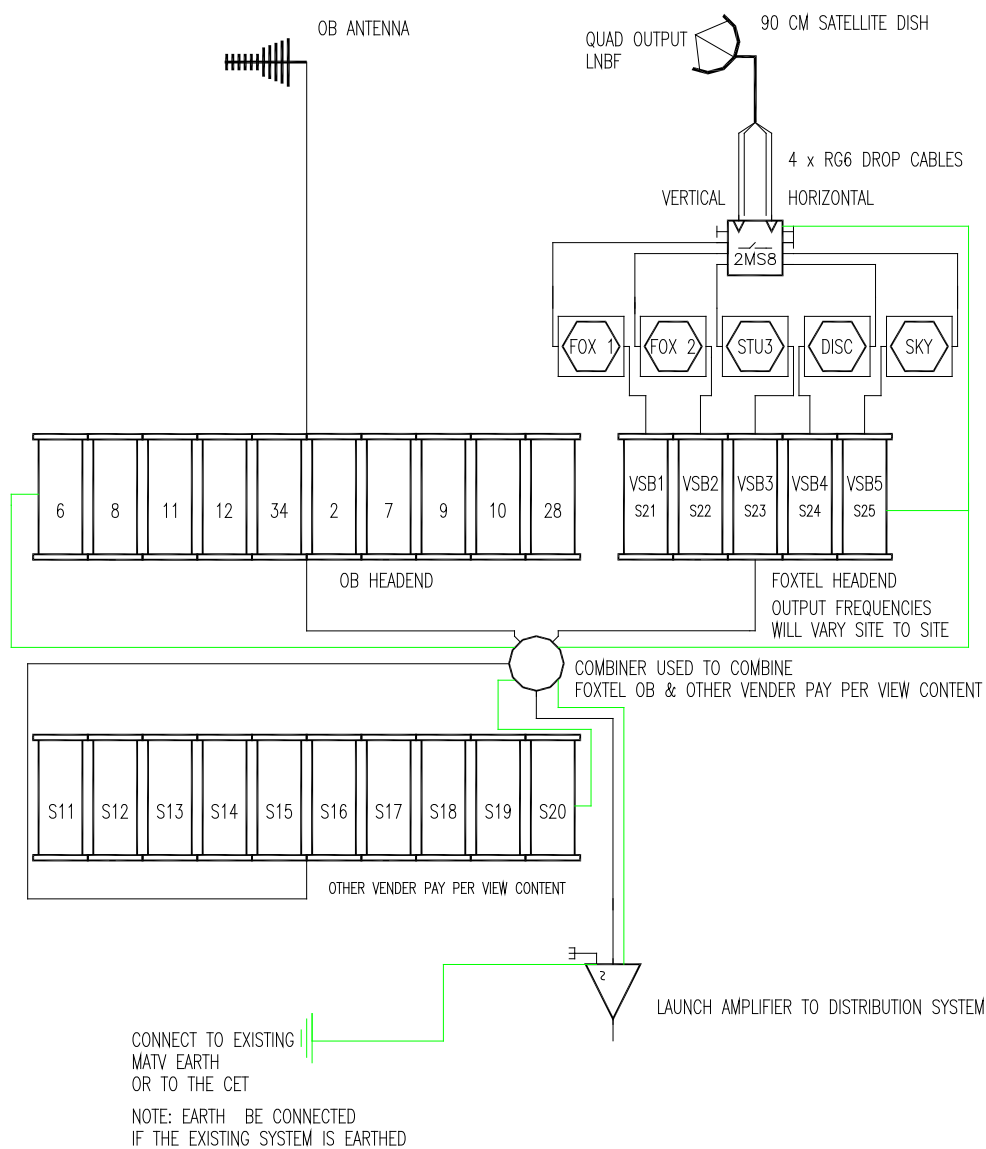 OB ANTENNA
90 CM SATELLITE DISH
QUAD OUTPUT
LNBF
4 x RG6 DROP CABLES
VERTICAL
HORIZONTAL
2MS8
FOX 1
FOX 2
STU3
DISC
SKY
6
8
11
12
34
2
7
9
10
28
VSB1
S21
VSB2
S22
VSB3
S23
VSB4
S24
VSB5
S25
OB HEADEND
FOXTEL HEADEND
OUTPUT FREQUENCIES
WILL VARY SITE TO SITE
COMBINER USED TO COMBINE
FOXTEL OB & OTHER VENDER PAY PER VIEW CONTENT
S11
S12
S13
S14
S15
S16
S17
S18
S19
S20
OTHER VENDER PAY PER VIEW CONTENT
LAUNCH AMPLIFIER TO DISTRIBUTION SYSTEM
CONNECT TO EXISTING
MATV EARTH
OR TO THE CET
NOTE: EARTH BE CONNECTED
IF THE EXISTING SYSTEM IS EARTHED